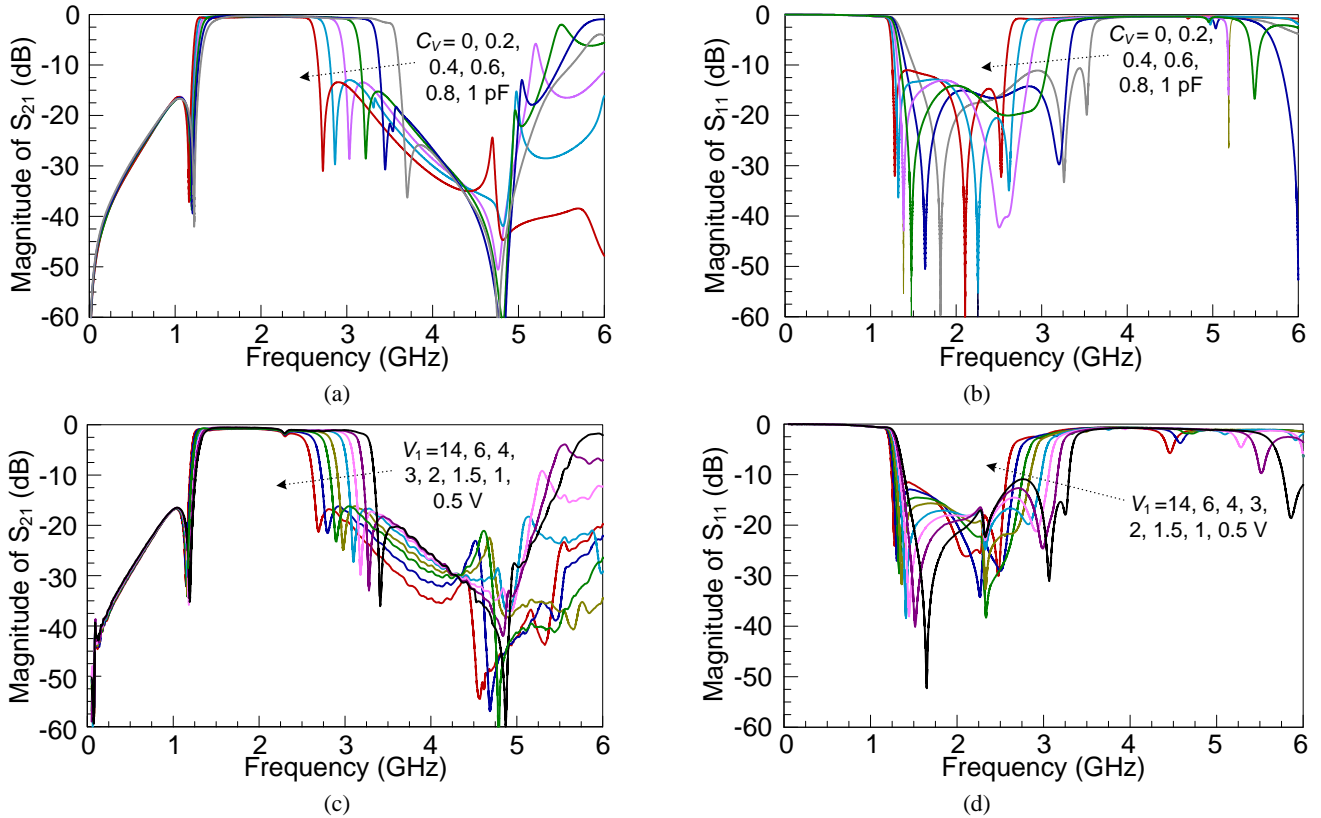 0
-10
-20
-30
-40
-50
-60
Magnitude of S21 (dB)
CV = 0, 0.2,
0.4, 0.6,
0.8, 1 pF
0 1 2 3 4 5 6
Frequency (GHz)
(a)
0
-10
-20
-30
-40
-50
-60
Magnitude of S11 (dB)
CV = 0, 0.2,
0.4, 0.6,
0.8, 1 pF
0 1 2 3 4 5 6
Frequency (GHz)
(b)
0
-10
-20
-30
-40
-50
-60
Magnitude of S21 (dB)
V1=14, 6, 4,
3, 2, 1.5, 1,
0.5 V
0 1 2 3 4 5 6
Frequency (GHz)
(c)
0
-10
-20
-30
-40
-50
-60
Magnitude of S11 (dB)
V1=14, 6, 4, 3,
2, 1.5, 1, 0.5 V
0 1 2 3 4 5 6
Frequency (GHz)
(d)